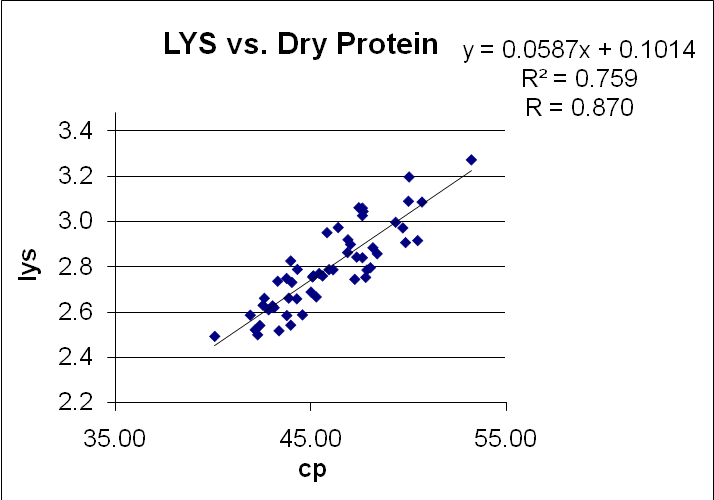 LYS vs. Dry Protein
y = 0.0587x + 0.1014
R² = 0.759
R = 0.870
3.4
3.2
3.0
2.8
2.6
2.4
2.2
lys
35.00 45.00 55.00
cp